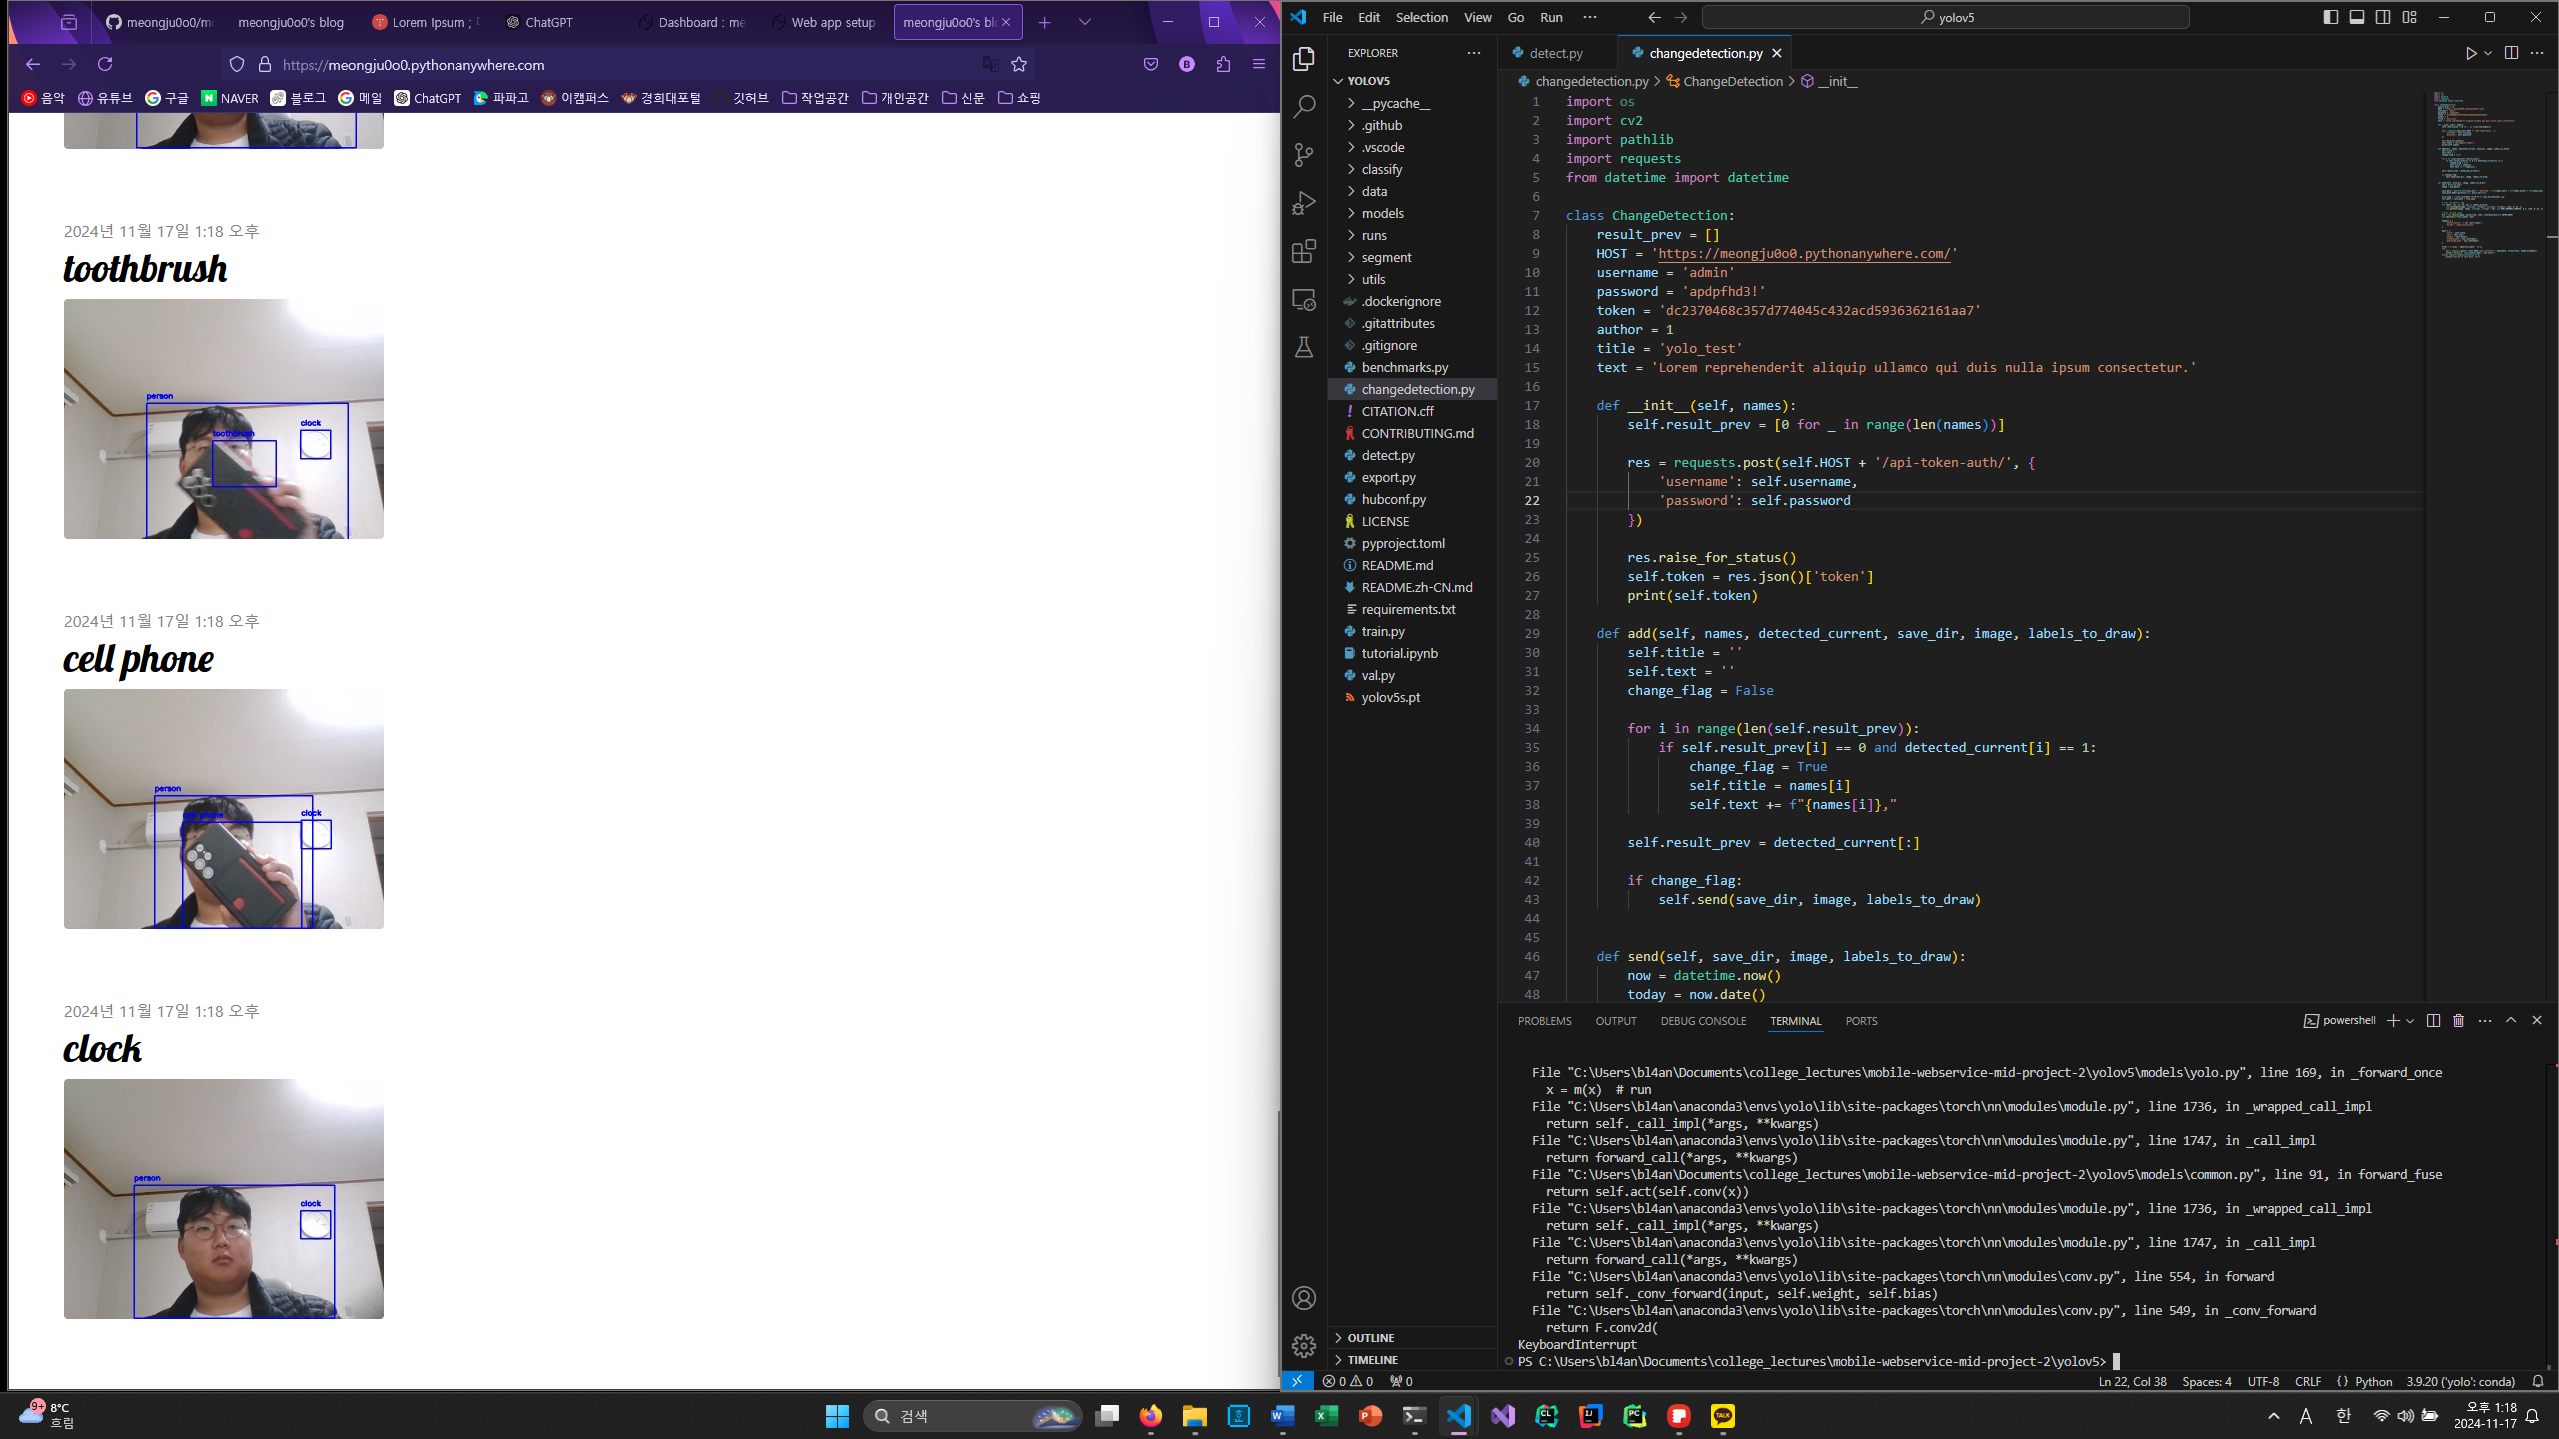 meongju0o0/mo
meongju0o0's blog
Lorem Ipsum ;
ChatGPT
Dashboard : me
Web app setup
meongju0o0's blo
https://meongju0o0.pythonanywhere.com
음악
유튜브
구글
NAVER
블로그
메일
ChatGPT
파파고
이캠퍼스
경희대포털
깃허브
작업공간
개인공간
신문
쇼핑
2024년 11월 17일 1:18 오후
toothbrush
person
clock
toothbrush
2024년 11월 17일 1:18 오후
cell phone
person
clock
cell phone
2024년 11월 17일 1:18 오후
clock
person
clock
File Edit Selection View Go Run ···
yolov5
EXPLORER
YOLOV5
__pycache__
.github
.vscode
classify
data
models
runs
segment
utils
.dockerignore
.gitattributes
.gitignore
benchmarks.py
changedetection.py
CITATION.cff
CONTRIBUTING.md
detect.py
export.py
hubconf.py
LICENSE
pyproject.toml
README.md
README.zh-CN.md
requirements.txt
train.py
tutorial.ipynb
val.py
yolov5s.pt
OUTLINE
TIMELINE
detect.py
changedetection.py
changedetection.py > ChangeDetection > __init__
1 import os
2 import cv2
3 import pathlib
4 import requests
5 from datetime import datetime
6
7 class ChangeDetection:
8 result_prev = []
9 HOST = 'https://meongju0o0.pythonanywhere.com/'
10 username = 'admin'
11 password = 'apdpfhd3!'
12 token = 'dc2370468c357d774045c432acd5936362161aa7'
13 author = 1
14 title = 'yolo_test'
15 text = 'Lorem reprehenderit aliquip ullamco qui duis nulla ipsum consectetur.'
16
17 def __init__(self, names):
18 self.result_prev = [0 for _ in range(len(names))]
19
20 res = requests.post(self.HOST + '/api-token-auth/', {
21 'username': self.username,
22 'password': self.password
23 })
24
25 res.raise_for_status()
26 self.token = res.json()['token']
27 print(self.token)
28
29 def add(self, names, detected_current, save_dir, image, labels_to_draw):
30 self.title = ''
31 self.text = ''
32 change_flag = False
33
34 for i in range(len(self.result_prev)):
35 if self.result_prev[i] == 0 and detected_current[i] == 1:
36 change_flag = True
37 self.title = names[i]
38 self.text += f"{names[i]},"
39
40 self.result_prev = detected_current[:]
41
42 if change_flag:
43 self.send(save_dir, image, labels_to_draw)
44
45
46 def send(self, save_dir, image, labels_to_draw):
47 now = datetime.now()
48 today = now.date()
PROBLEMS OUTPUT DEBUG CONSOLE TERMINAL PORTS
powershell
File "C:\Users\bl4an\Documents\college_lectures\mobile-webservice-mid-project-2\yolov5\models\yolo.py", line 169, in _forward_once
x = m(x)  # run
File "C:\Users\bl4an\anaconda3\envs\yolo\lib\site-packages\torch\nn\modules\module.py", line 1736, in _wrapped_call_impl
return self._call_impl(*args, **kwargs)
File "C:\Users\bl4an\anaconda3\envs\yolo\lib\site-packages\torch\nn\modules\module.py", line 1747, in _call_impl
return forward_call(*args, **kwargs)
File "C:\Users\bl4an\Documents\college_lectures\mobile-webservice-mid-project-2\yolov5\models\common.py", line 91, in forward_fuse
return self.act(self.conv(x))
File "C:\Users\bl4an\anaconda3\envs\yolo\lib\site-packages\torch\nn\modules\module.py", line 1736, in _wrapped_call_impl
return self._call_impl(*args, **kwargs)
File "C:\Users\bl4an\anaconda3\envs\yolo\lib\site-packages\torch\nn\modules\module.py", line 1747, in _call_impl
return forward_call(*args, **kwargs)
File "C:\Users\bl4an\anaconda3\envs\yolo\lib\site-packages\torch\nn\modules\conv.py", line 554, in forward
return self._conv_forward(input, self.weight, self.bias)
File "C:\Users\bl4an\anaconda3\envs\yolo\lib\site-packages\torch\nn\modules\conv.py", line 549, in _conv_forward
return F.conv2d(
KeyboardInterrupt
PS C:\Users\bl4an\Documents\college_lectures\mobile-webservice-mid-project-2\yolov5>
0 0 0
Ln 22, Col 38 Spaces: 4 UTF-8 CRLF {} Python 3.9.20 ('yolo': conda)
9+ 8°C
흐림
검색
A 한
오후 1:18
2024-11-17